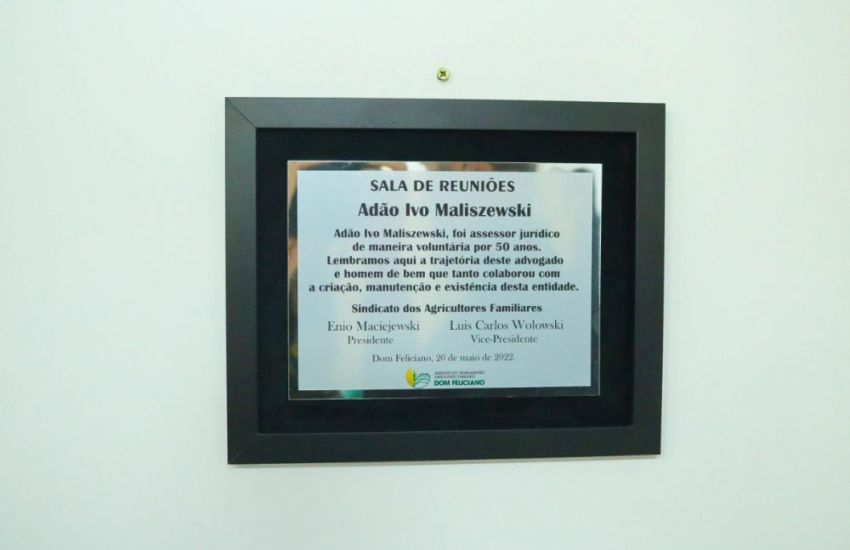 SALA DE REUNIÕES
Adão Ivo Maliszewski
Adão Ivo Maliszewski, foi assessor jurídico
de maneira voluntária por 50 anos.
Lembramos aqui a trajetória deste advogado
e homem de bem que tanto colaborou com
a criação, manutenção e existência desta entidade.
Sindicato dos Agricultores Familiares
Enio Maciejewski Luis Carlos Wolowski
Presidente Vice-Presidente
Dom Feliciano, 20 de maio de 2022.
DOM FELICIANO